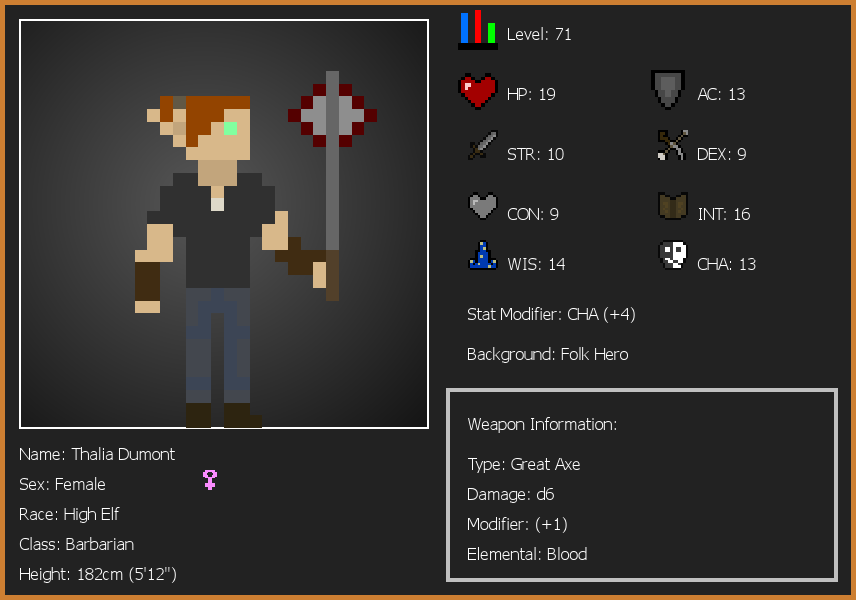 Level: 71
HP: 19
AC: 13
STR: 10
DEX: 9
CON: 9
INT: 16
WIS: 14
CHA: 13
Stat Modifier: CHA (+4)
Background: Folk Hero
Weapon Information:
Type: Great Axe
Damage: d6
Modifier: (+1)
Elemental: Blood
Name: Thalia Dumont
Sex: Female
Race: High Elf
Class: Barbarian
Height: 182cm (5'12")